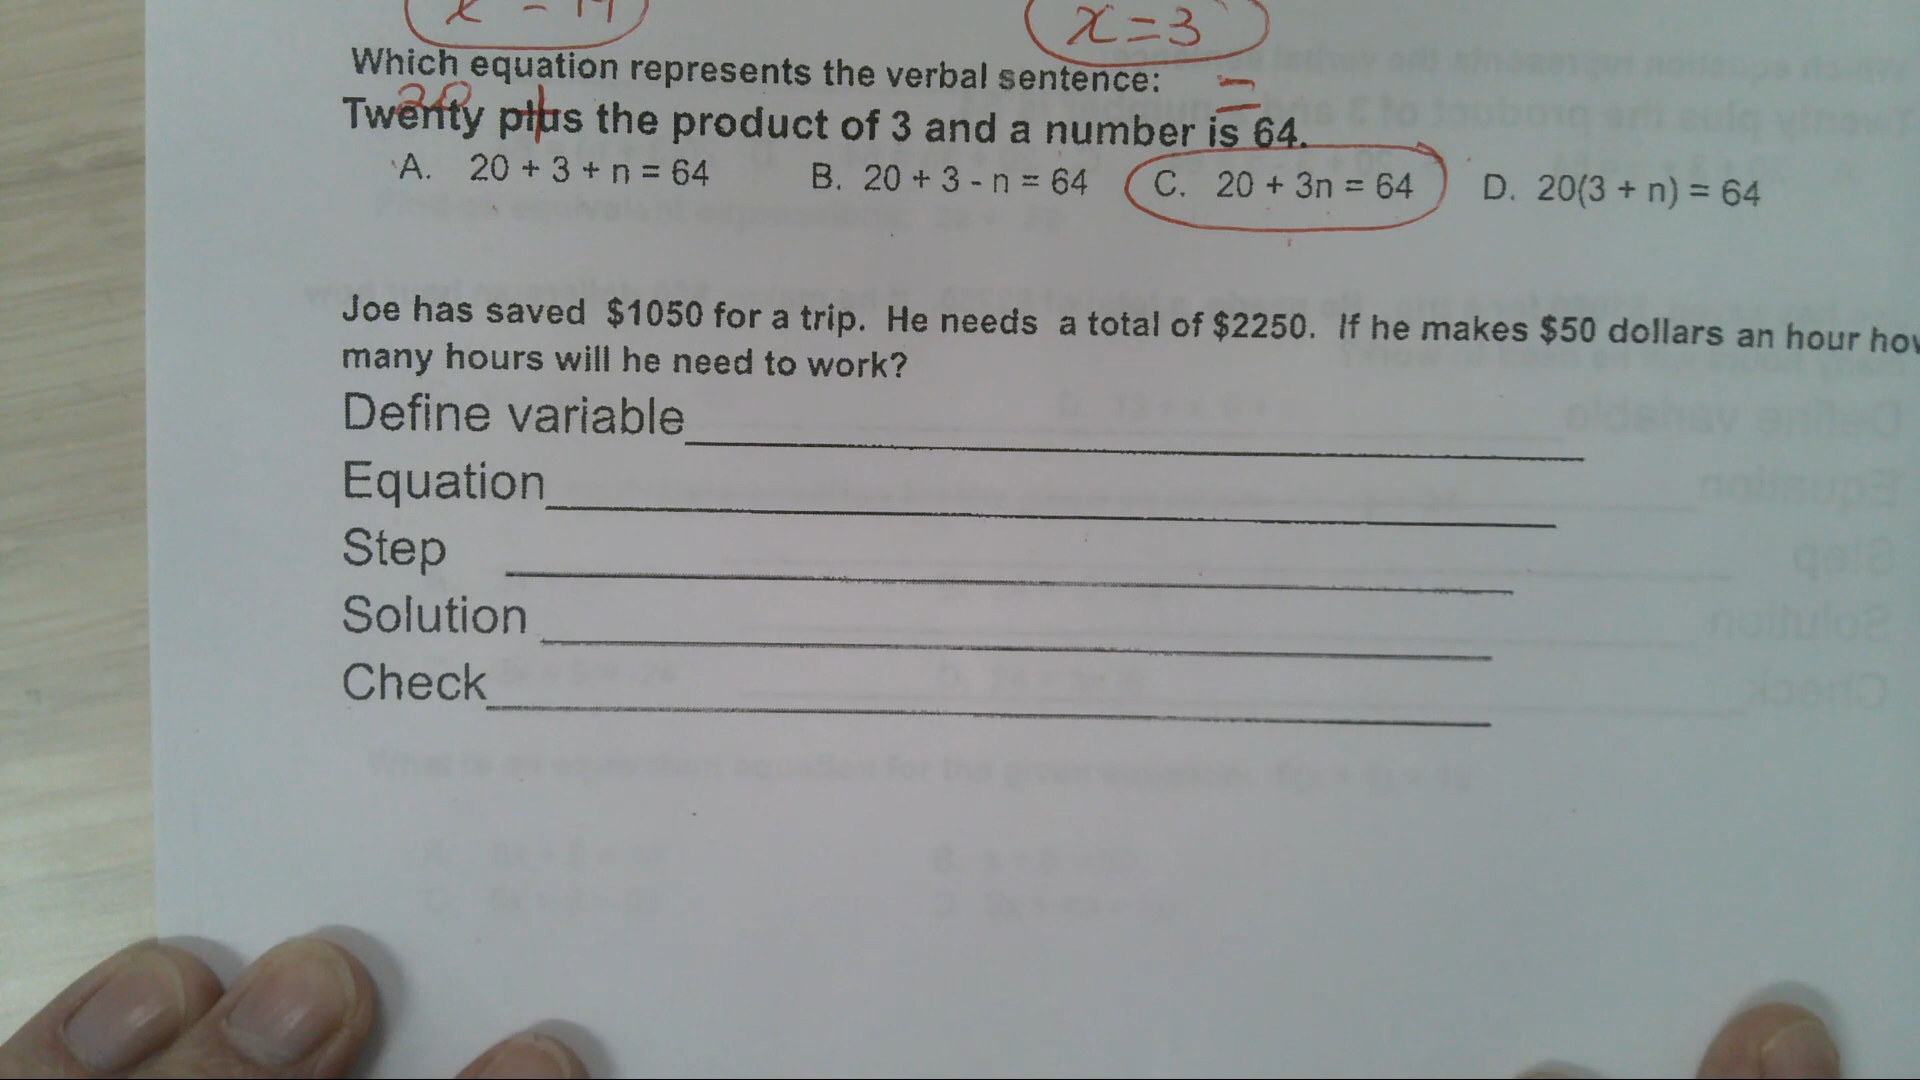 x = 3
Which equation represents the verbal sentence: =
20 +
Twenty plus the product of 3 and a number is 64.
A. 20 + 3 + n = 64 B. 20 + 3 - n = 64 C. 20 + 3n = 64 D. 20(3 + n) = 64
Joe has saved $1050 for a trip. He needs a total of $2250. If he makes $50 dollars an hour
many hours will he need to work?
Define variable
Equation
Step
Solution
Check